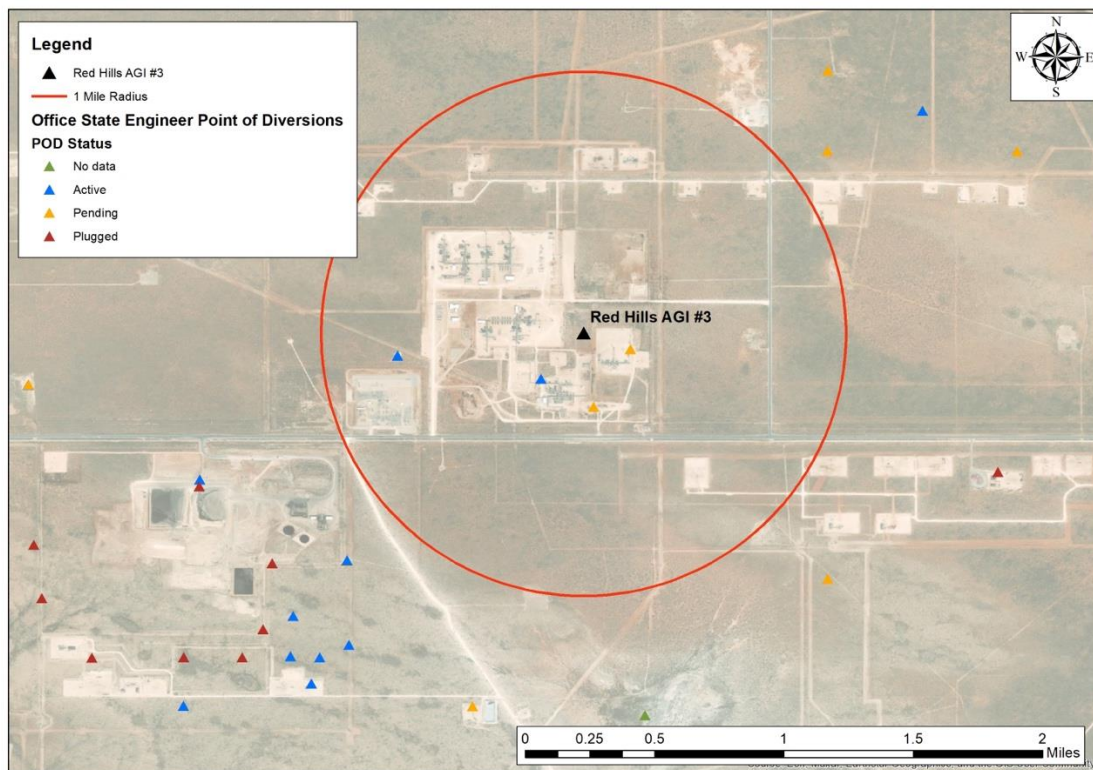 Legend
Red Hills AGI #3
1 Mile Radius
Office State Engineer Point of Diversions
POD Status
No data
Active
Pending
Plugged
N
W E
S
Red Hills AGI #3
0 0.25 0.5 1 1.5 2
Miles